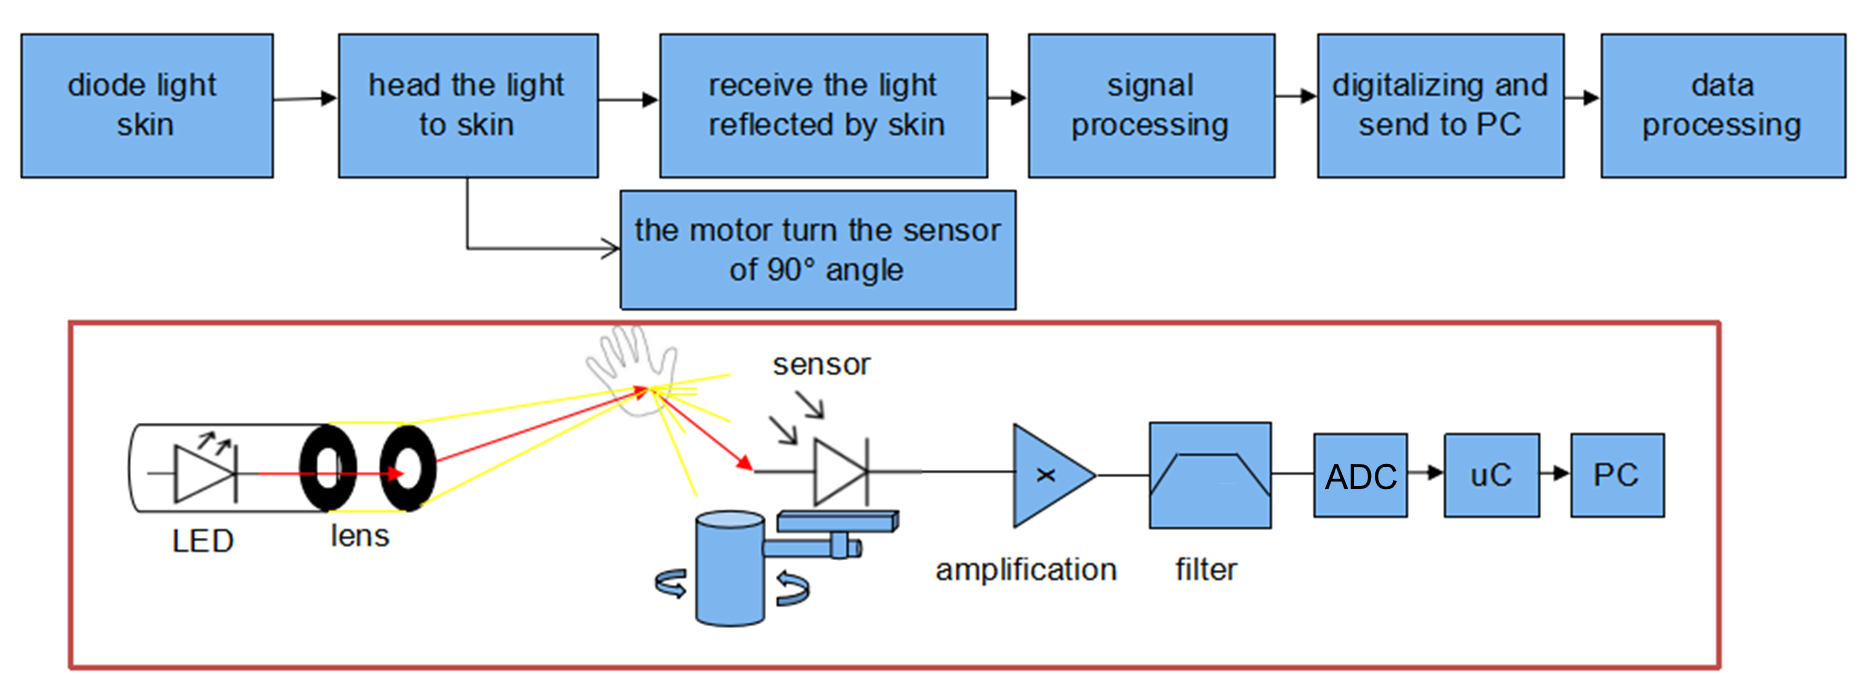 diode light
skin
head the light
to skin
receive the light
reflected by skin
signal
processing
digitalizing and
send to PC
data
processing
the motor turn the sensor
of 90° angle
sensor
LED
lens
x
amplification
filter
ADC
uC
PC